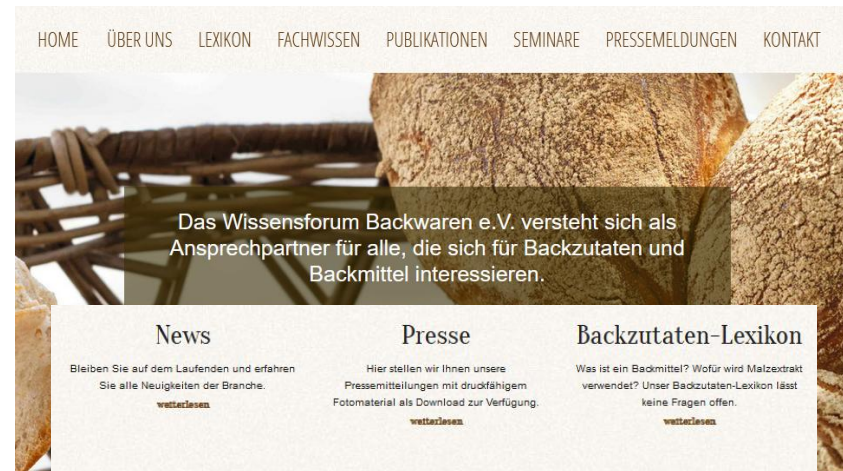 HOME ÜBER UNS LEXIKON FACHWISSEN PUBLIKATIONEN SEMINARE PRESSEMELDUNGEN KONTAKT
Das Wissensforum Backwaren e.V. versteht sich als
Ansprechpartner für alle, die sich für Backzutaten und
Backmittel interessieren.
News
Bleiben Sie auf dem Laufenden und erfahren
Sie alle Neuigkeiten der Branche.
weiterlesen
Presse
Hier stellen wir Ihnen unsere
Pressemitteilungen mit druckfähigem
Fotomaterial als Download zur Verfügung.
weiterlesen
Backzutaten-Lexikon
Was ist ein Backmittel? Wofür wird Malzextrakt
verwendet? Unser Backzutaten-Lexikon lässt
keine Fragen offen.
weiterlesen